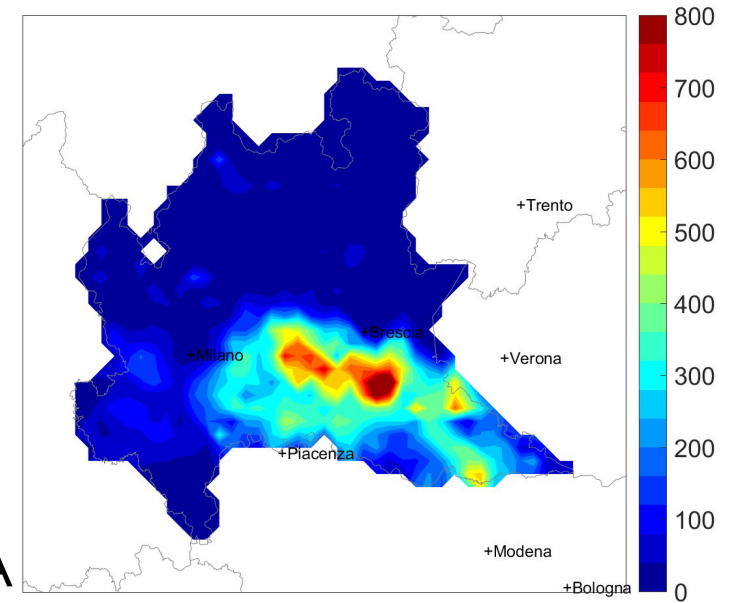 800
700
600
500
400
300
200
100
0
+Trento
+Brescia
+Milano
+Verona
+Piacenza
+Modena
+Bologna
A